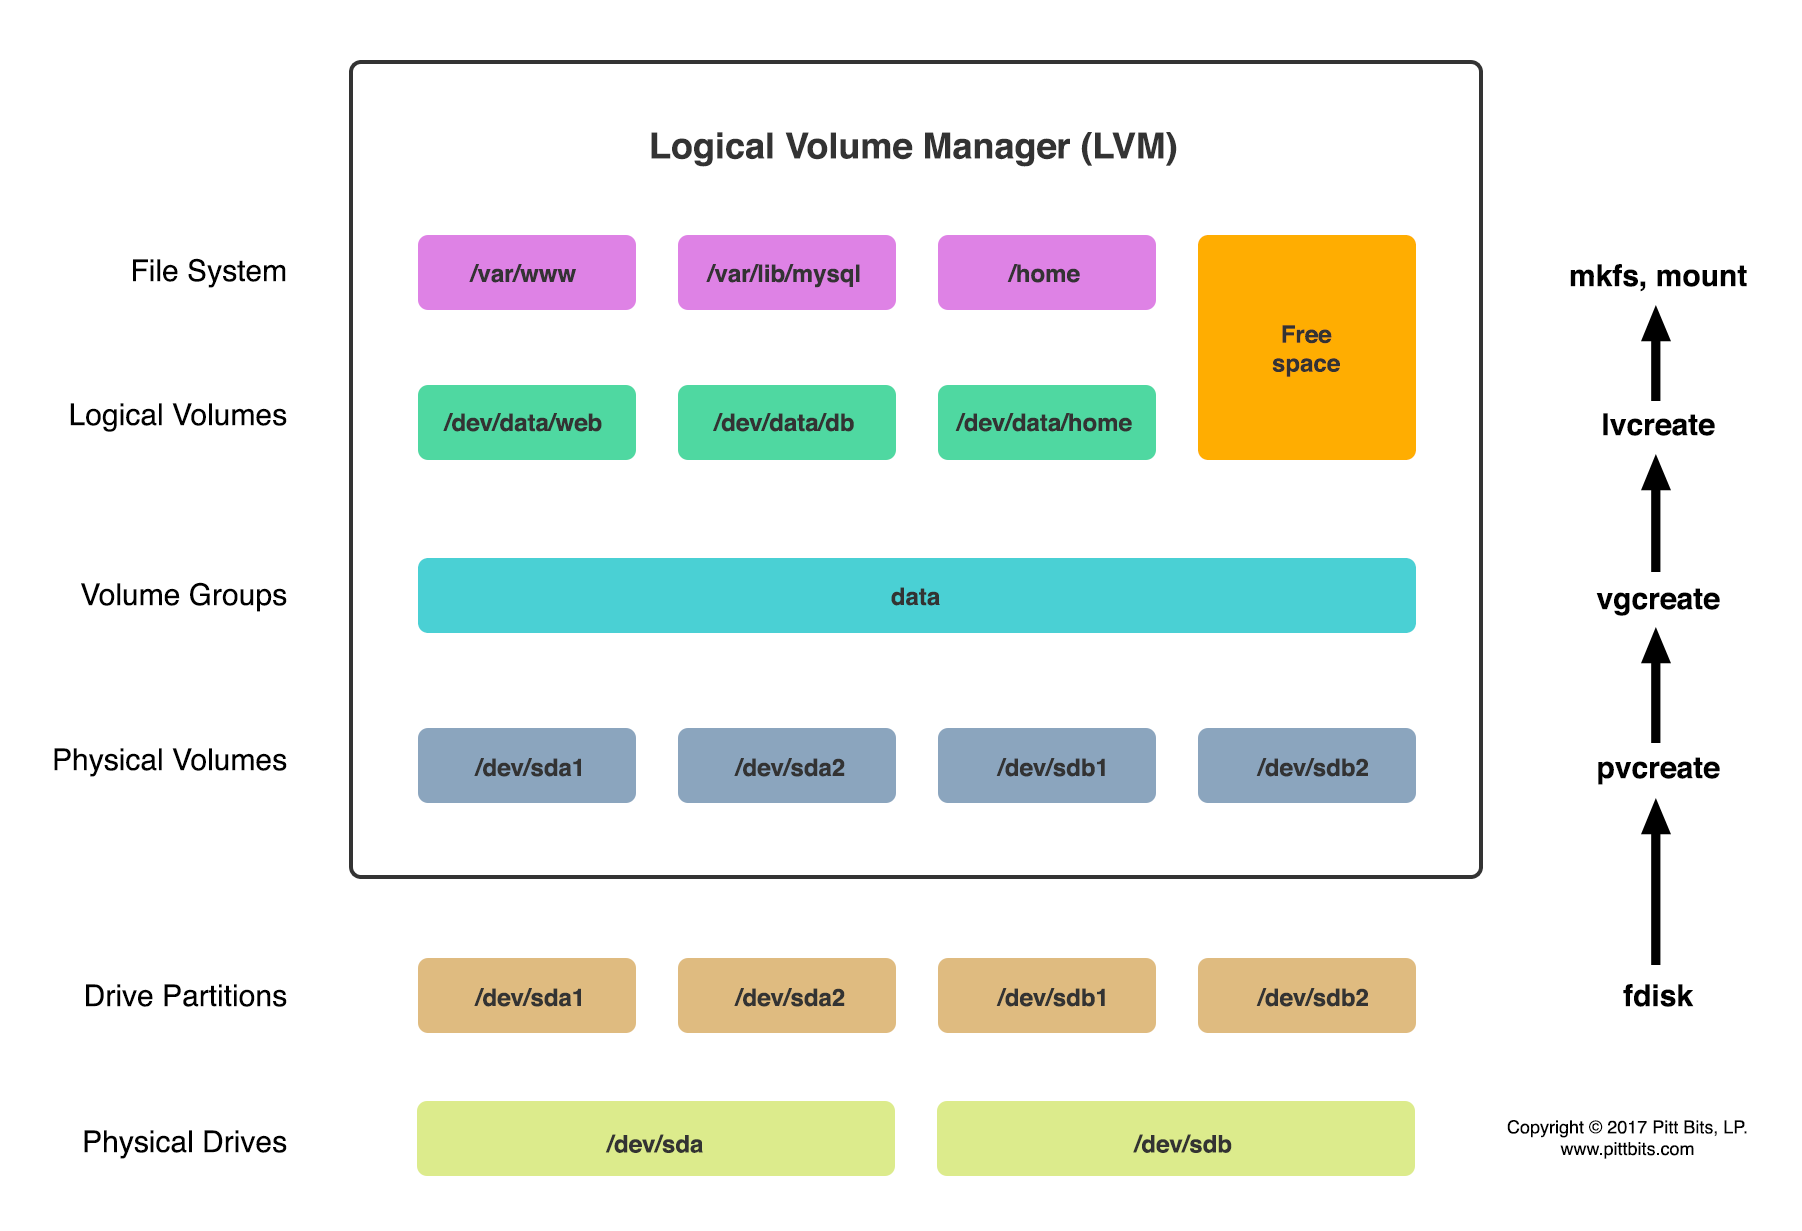 Logical Volume Manager (LVM)
File System
/var/www
/var/lib/mysql
/home
Free
space
mkfs, mount
Logical Volumes
/dev/data/web
/dev/data/db
/dev/data/home
lvcreate
Volume Groups
data
vgcreate
Physical Volumes
/dev/sda1
/dev/sda2
/dev/sdb1
/dev/sdb2
pvcreate
Drive Partitions
/dev/sda1
/dev/sda2
/dev/sdb1
/dev/sdb2
fdisk
Physical Drives
/dev/sda
/dev/sdb
Copyright © 2017 Pitt Bits, LP.
www.pittbits.com